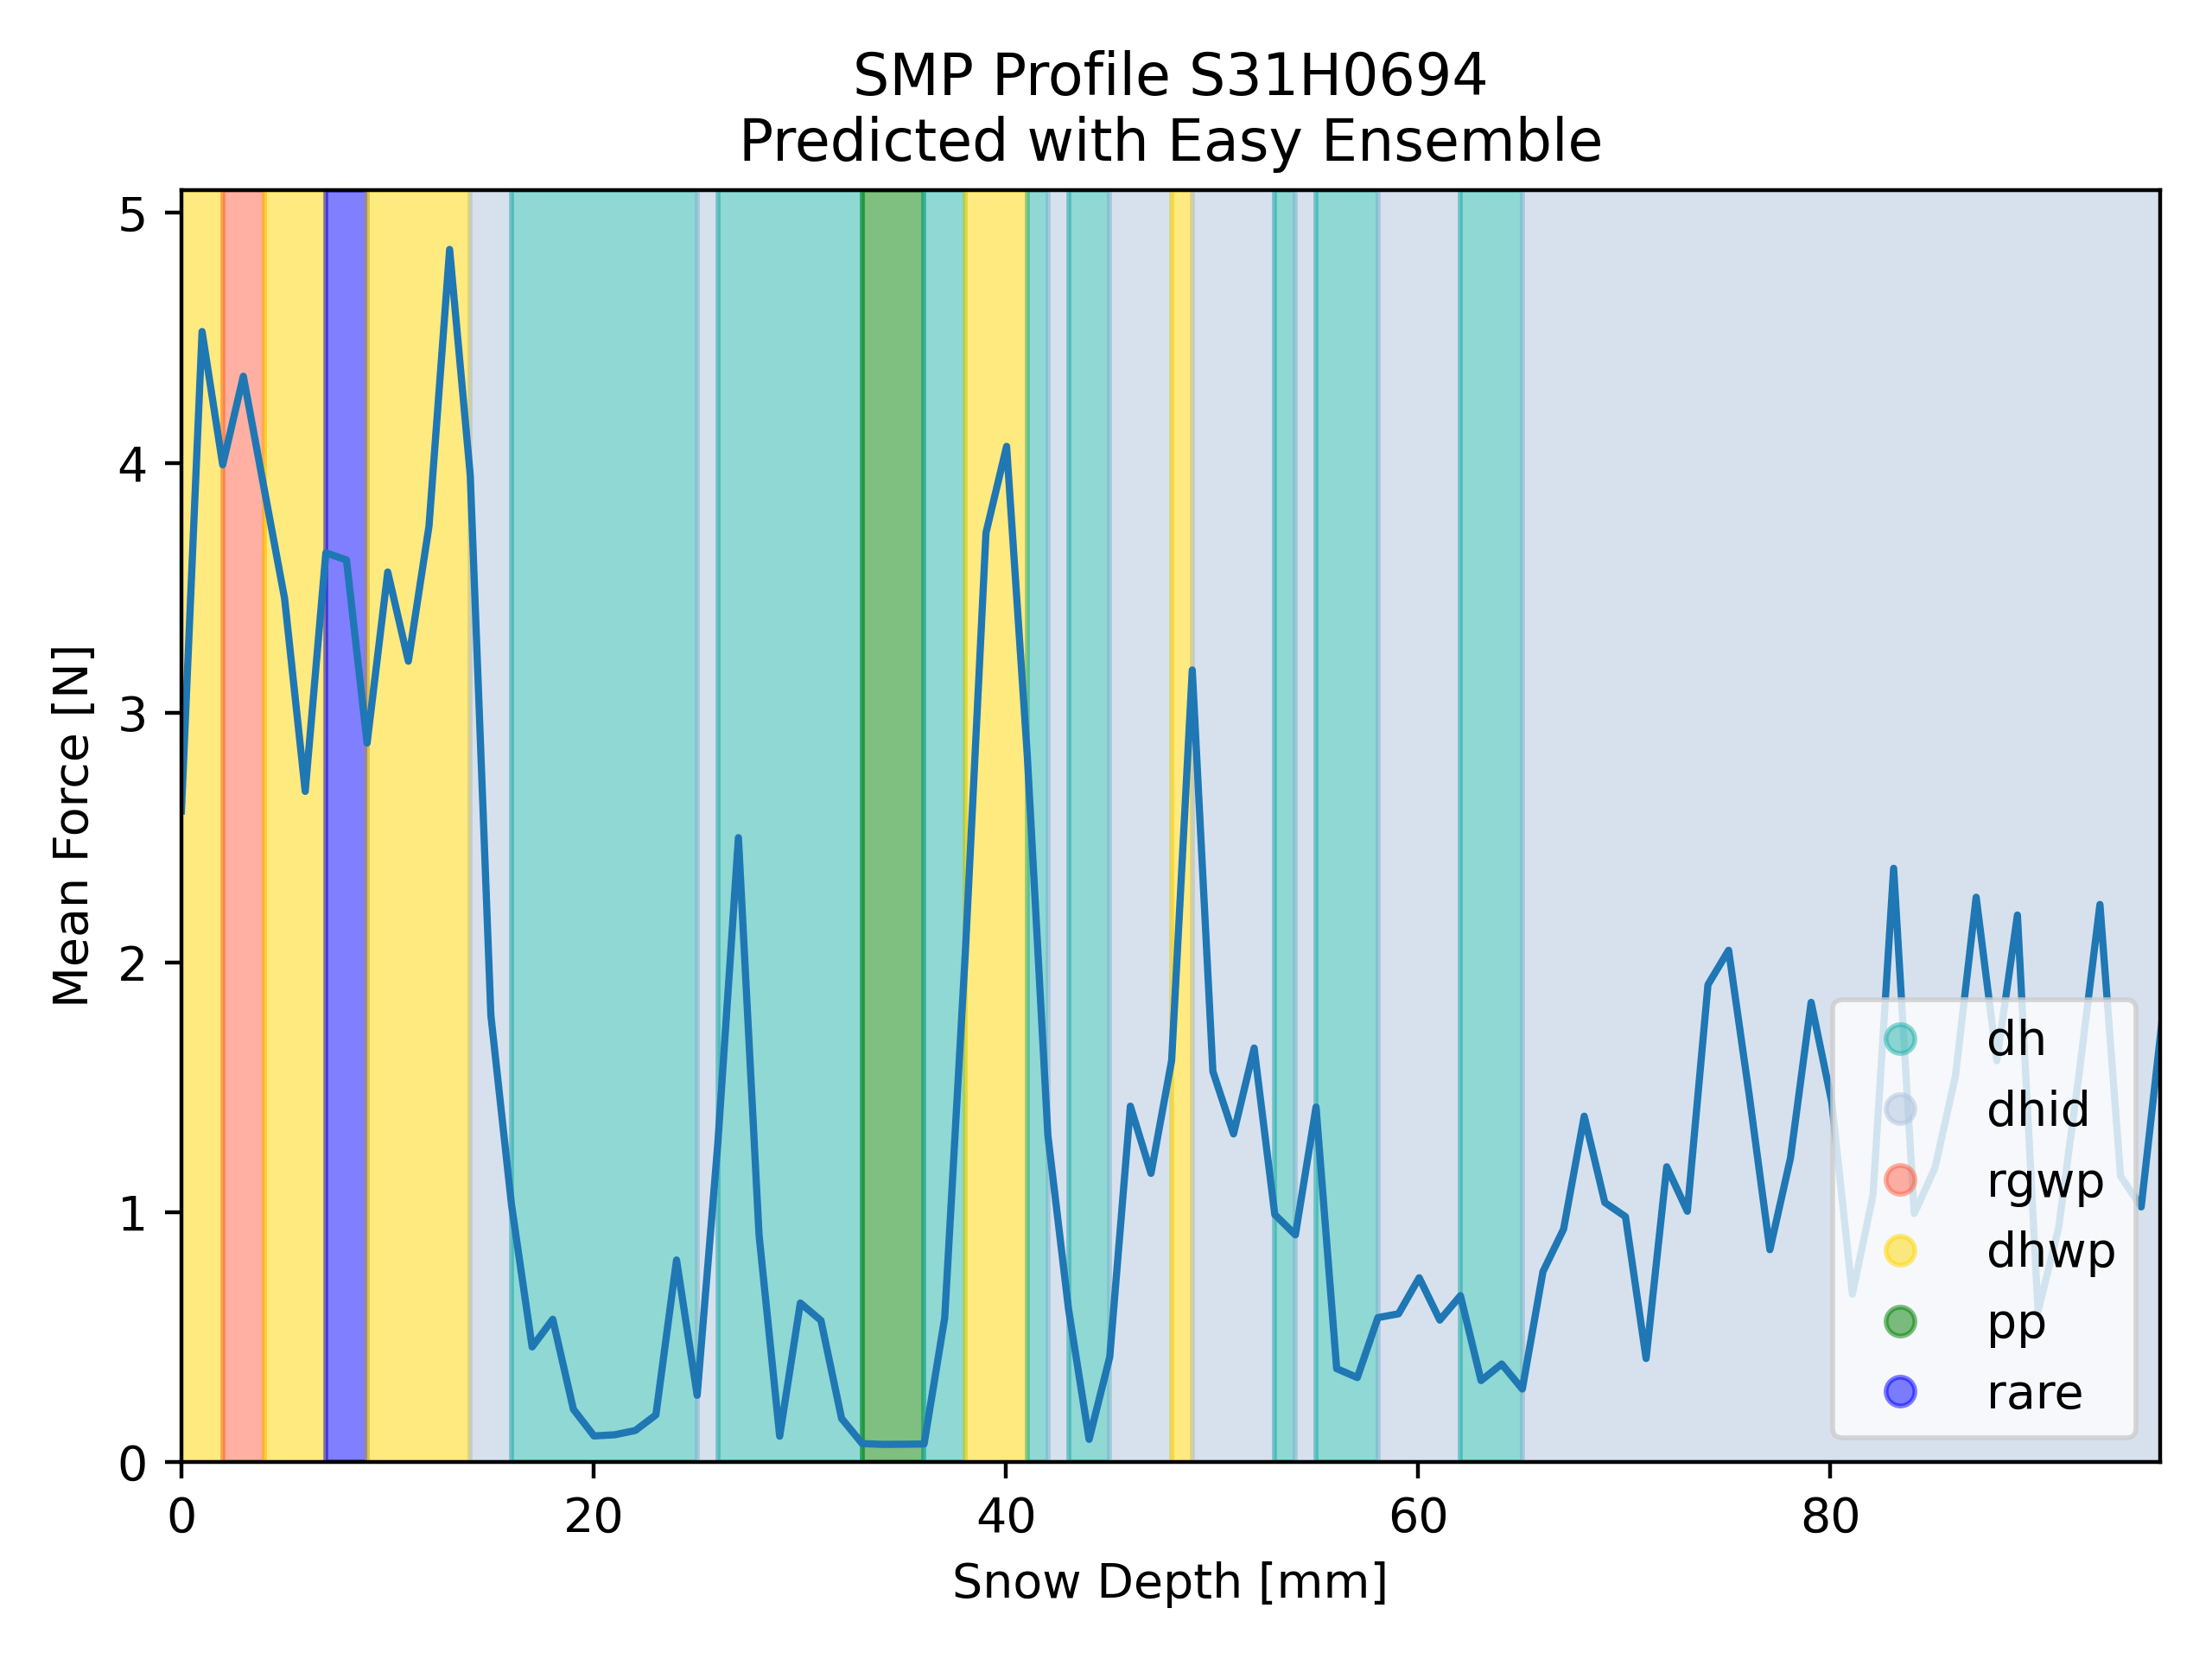 SMP Profile S31H0694
Predicted with Easy Ensemble
Mean Force [N]
5
4
3
2
1
0
0 20 40 60 80
Snow Depth [mm]
dh
dhid
rgwp
dhwp
pp
rare